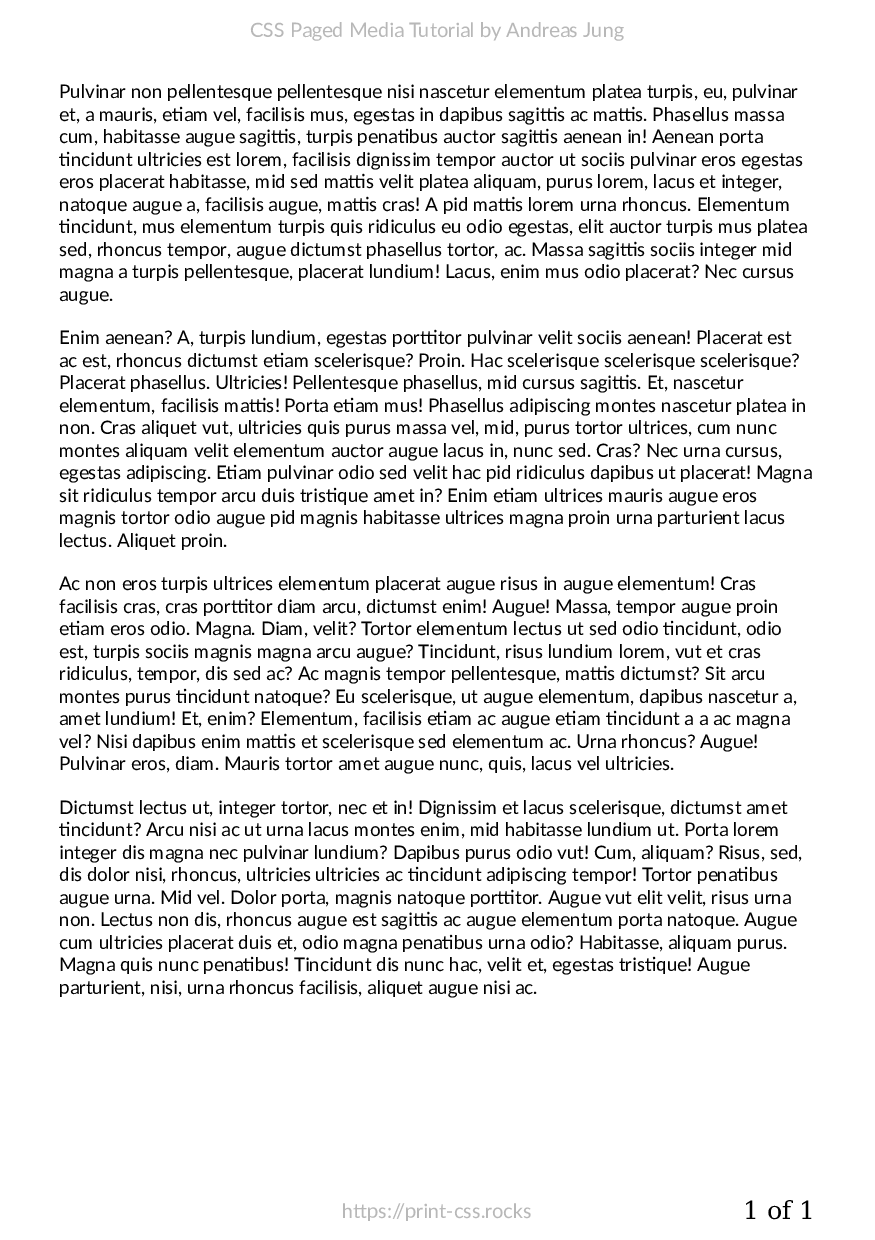 CSS Paged Media Tutorial by Andreas Jung
Pulvinar non pellentesque pellentesque nisi nascetur elementum platea turpis, eu, pulvinar
et, a mauris, etiam vel, facilisis mus, egestas in dapibus sagittis ac mattis. Phasellus massa
cum, habitasse augue sagittis, turpis penatibus auctor sagittis aenean in! Aenean porta
tincidunt ultricies est lorem, facilisis dignissim tempor auctor ut sociis pulvinar eros egestas
eros placerat habitasse, mid sed mattis velit platea aliquam, purus lorem, lacus et integer,
natoque augue a, facilisis augue, mattis cras! A pid mattis lorem urna rhoncus. Elementum
tincidunt, mus elementum turpis quis ridiculus eu odio egestas, elit auctor turpis mus platea
sed, rhoncus tempor, augue dictumst phasellus tortor, ac. Massa sagittis sociis integer mid
magna a turpis pellentesque, placerat lundium! Lacus, enim mus odio placerat? Nec cursus
augue.
Enim aenean? A, turpis lundium, egestas porttitor pulvinar velit sociis aenean! Placerat est
ac est, rhoncus dictumst etiam scelerisque? Proin. Hac scelerisque scelerisque scelerisque?
Placerat phasellus. Ultricies! Pellentesque phasellus, mid cursus sagittis. Et, nascetur
elementum, facilisis mattis! Porta etiam mus! Phasellus adipiscing montes nascetur platea in
non. Cras aliquet vut, ultricies quis purus massa vel, mid, purus tortor ultrices, cum nunc
montes aliquam velit elementum auctor augue lacus in, nunc sed. Cras? Nec urna cursus,
egestas adipiscing. Etiam pulvinar odio sed velit hac pid ridiculus dapibus ut placerat! Magna
sit ridiculus tempor arcu duis tristique amet in? Enim etiam ultrices mauris augue eros
magnis tortor odio augue pid magnis habitasse ultrices magna proin urna parturient lacus
lectus. Aliquet proin.
Ac non eros turpis ultrices elementum placerat augue risus in augue elementum! Cras
facilisis cras, cras porttitor diam arcu, dictumst enim! Augue! Massa, tempor augue proin
etiam eros odio. Magna. Diam, velit? Tortor elementum lectus ut sed odio tincidunt, odio
est, turpis sociis magnis magna arcu augue? Tincidunt, risus lundium lorem, vut et cras
ridiculus, tempor, dis sed ac? Ac magnis tempor pellentesque, mattis dictumst? Sit arcu
montes purus tincidunt natoque? Eu scelerisque, ut augue elementum, dapibus nascetur a,
amet lundium! Et, enim? Elementum, facilisis etiam ac augue etiam tincidunt a a ac magna
vel? Nisi dapibus enim mattis et scelerisque sed elementum ac. Urna rhoncus? Augue!
Pulvinar eros, diam. Mauris tortor amet augue nunc, quis, lacus vel ultricies.
Dictumst lectus ut, integer tortor, nec et in! Dignissim et lacus scelerisque, dictumst amet
tincidunt? Arcu nisi ac ut urna lacus montes enim, mid habitasse lundium ut. Porta lorem
integer dis magna nec pulvinar lundium? Dapibus purus odio vut! Cum, aliquam? Risus, sed,
dis dolor nisi, rhoncus, ultricies ultricies ac tincidunt adipiscing tempor! Tortor penatibus
augue urna. Mid vel. Dolor porta, magnis natoque porttitor. Augue vut elit velit, risus urna
non. Lectus non dis, rhoncus augue est sagittis ac augue elementum porta natoque. Augue
cum ultricies placerat duis et, odio magna penatibus urna odio? Habitasse, aliquam purus.
Magna quis nunc penatibus! Tincidunt dis nunc hac, velit et, egestas tristique! Augue
parturient, nisi, urna rhoncus facilisis, aliquet augue nisi ac.
https://print-css.rocks
1 of 1